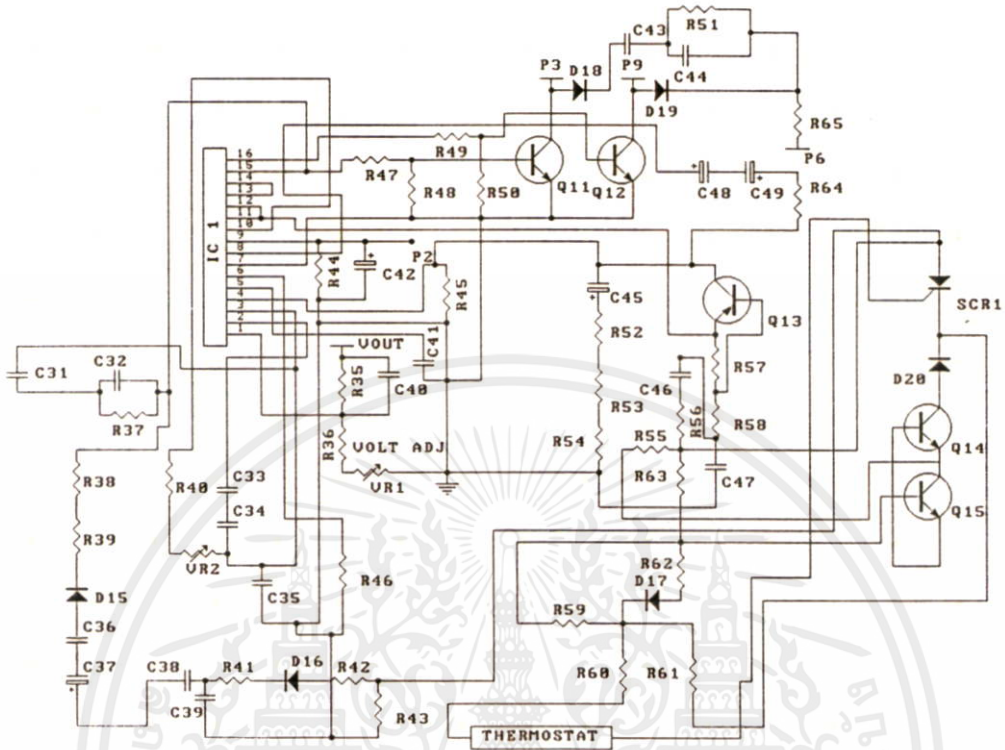 R51
C43
C44
P3
D18
P9
D19
R65
P6
R49
16
15
14
13
12
11
10
9
8
7
6
5
4
3
2
1
IC 1
R47
R48
R50
Q11
Q12
C48
C49
R64
R44
C42
P2
R45
C45
Q13
SCR1
R52
VOUT
C41
R35
C40
C46
R57
D20
C31
C32
R37
R36
VOLT ADJ
VR1
R53
R56
R58
R54
R55
R63
C47
Q14
Q15
R38
R40
C33
C34
R39
VR2
C35
R46
R62
D17
D15
C36
R59
C37
C38
R41
D16
R42
R60
R61
C39
R43
THERMOSTAT